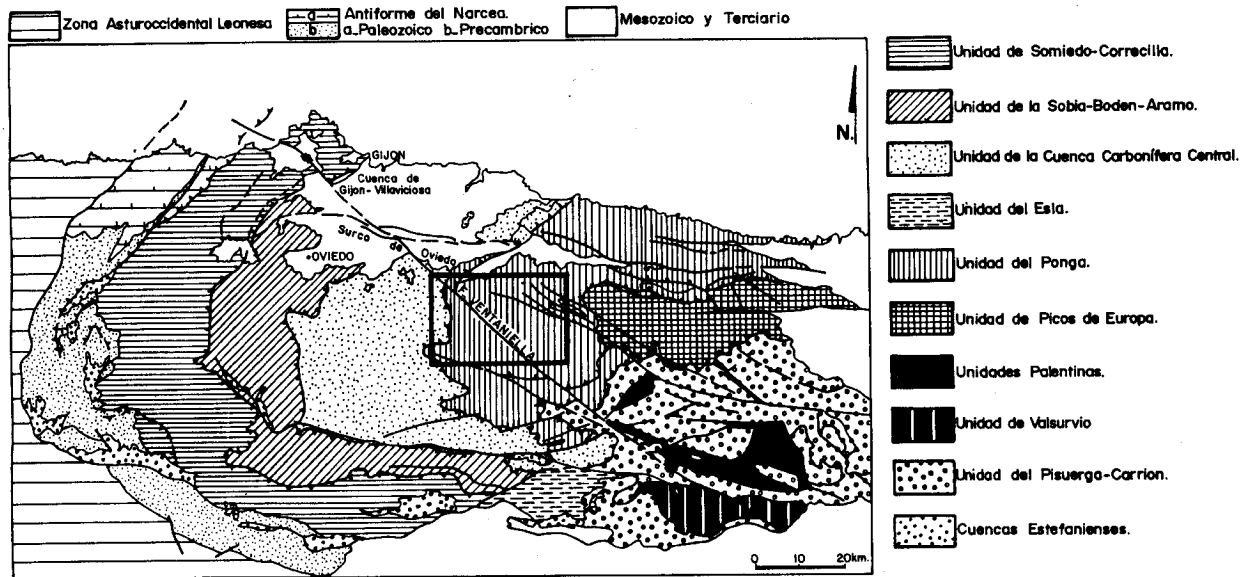 Zona Asturoccidental Leonesa
a
b
Antiforme del Narcea.
a_Paleozoico b_Precambrico
Mesozoico y Terciario
N.
GIJON
Cuenca de
Gijon-Villaviciosa
Surco de Oviedo
OVIEDO
F. VENTANIELLA
0 10 20km.
Unidad de Somiedo-Correcilla.
Unidad de la Sobia-Boden-Aramo.
Unidad de la Cuenca Carbonífera Central.
Unidad del Esla.
Unidad del Ponga.
Unidad de Picos de Europa.
Unidades Palentinas.
Unidad de Valsurvio
Unidad del Pisuerga-Carrion.
Cuencas Estefanienses.